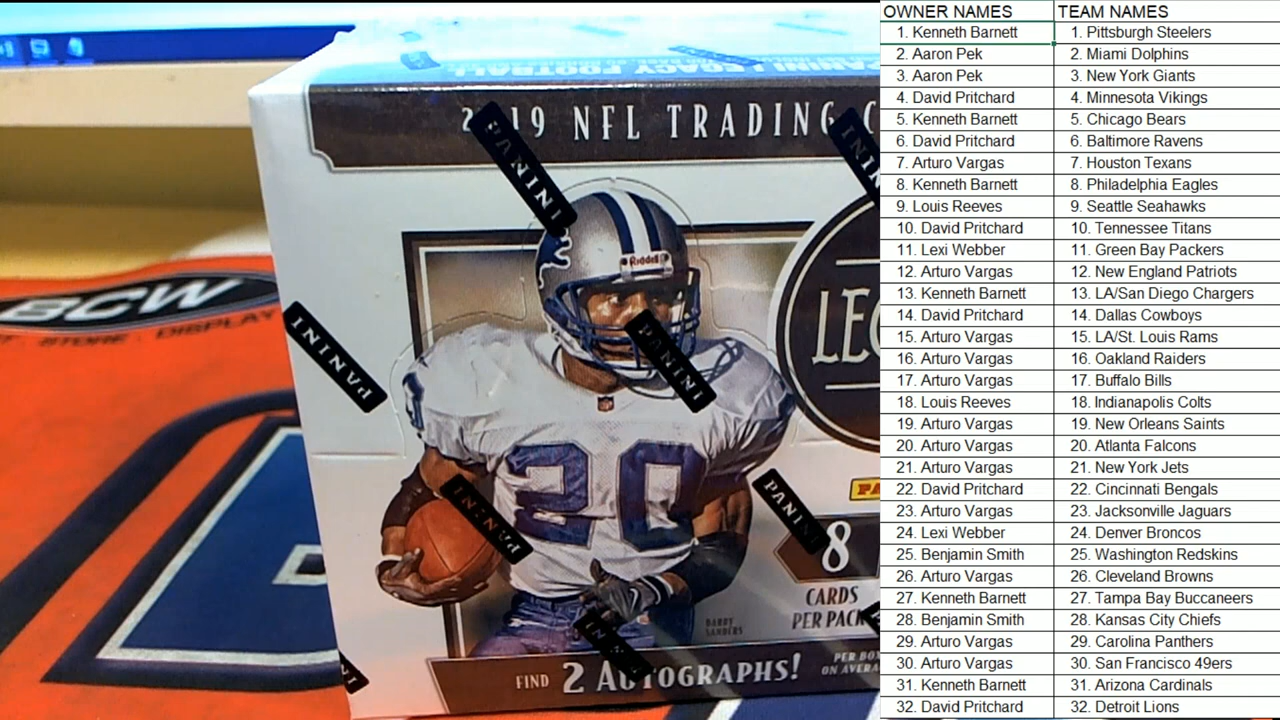 PANINI LEGACY FOOTBALL
2019 NFL TRADING
PANINI
PANINI
PANINI
PANINI
PANINI
PANINI
Riddell
LE
20
8CW
DISPLAY
8
CARDS
PER PACK
BARRY
SANDERS
FIND 2 AUTOGRAPHS!
PER BOX
ON AVERA
OWNER NAMES TEAM NAMES
1. Kenneth Barnett 1. Pittsburgh Steelers
2. Aaron Pek 2. Miami Dolphins
3. Aaron Pek 3. New York Giants
4. David Pritchard 4. Minnesota Vikings
5. Kenneth Barnett 5. Chicago Bears
6. David Pritchard 6. Baltimore Ravens
7. Arturo Vargas 7. Houston Texans
8. Kenneth Barnett 8. Philadelphia Eagles
9. Louis Reeves 9. Seattle Seahawks
10. David Pritchard 10. Tennessee Titans
11. Lexi Webber 11. Green Bay Packers
12. Arturo Vargas 12. New England Patriots
13. Kenneth Barnett 13. LA/San Diego Chargers
14. David Pritchard 14. Dallas Cowboys
15. Arturo Vargas 15. LA/St. Louis Rams
16. Arturo Vargas 16. Oakland Raiders
17. Arturo Vargas 17. Buffalo Bills
18. Louis Reeves 18. Indianapolis Colts
19. Arturo Vargas 19. New Orleans Saints
20. Arturo Vargas 20. Atlanta Falcons
21. Arturo Vargas 21. New York Jets
22. David Pritchard 22. Cincinnati Bengals
23. Arturo Vargas 23. Jacksonville Jaguars
24. Lexi Webber 24. Denver Broncos
25. Benjamin Smith 25. Washington Redskins
26. Arturo Vargas 26. Cleveland Browns
27. Kenneth Barnett 27. Tampa Bay Buccaneers
28. Benjamin Smith 28. Kansas City Chiefs
29. Arturo Vargas 29. Carolina Panthers
30. Arturo Vargas 30. San Francisco 49ers
31. Kenneth Barnett 31. Arizona Cardinals
32. David Pritchard 32. Detroit Lions